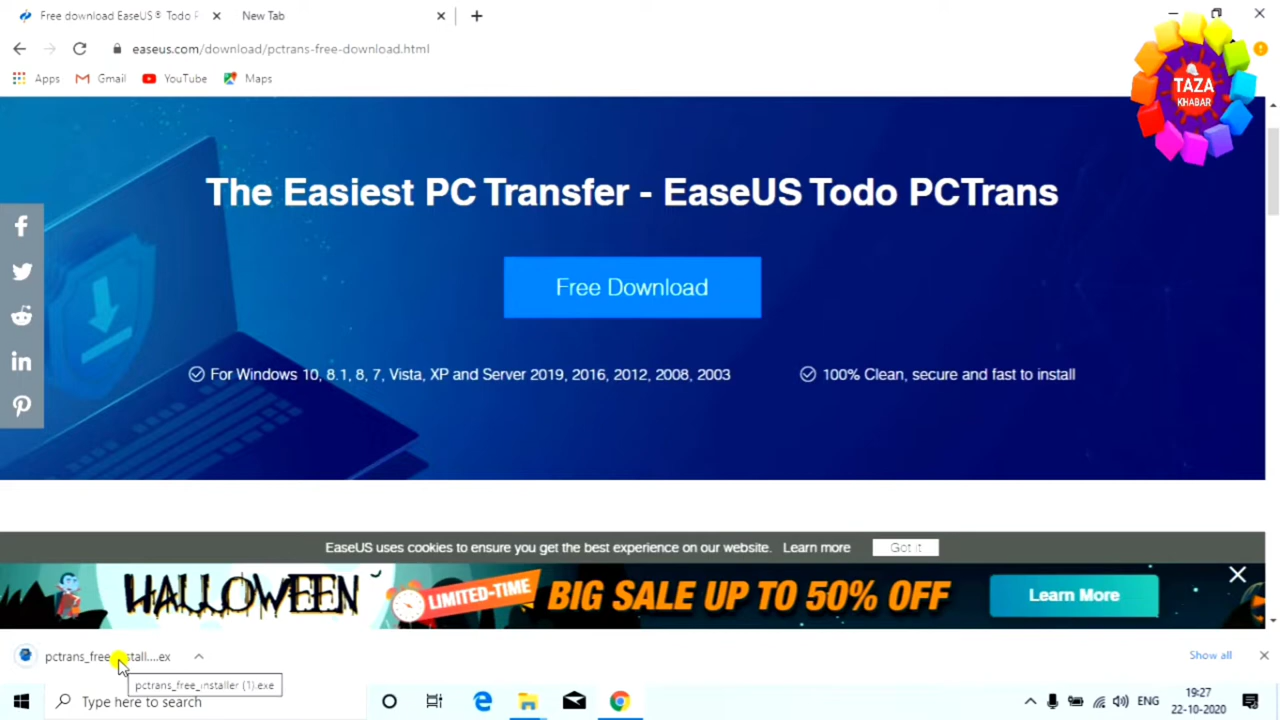 Free download EaseUS® Todo P
New Tab
easeus.com/download/pctrans-free-download.html
Apps
Gmail
YouTube
Maps
TAZA
KHABAR
The Easiest PC Transfer - EaseUS Todo PCTrans
Free Download
For Windows 10, 8.1, 8, 7, Vista, XP and Server 2019, 2016, 2012, 2008, 2003
100% Clean, secure and fast to install
EaseUS uses cookies to ensure you get the best experience on our website. Learn more
Got it
HALLOWEEN
LIMITED-TIME
BIG SALE UP TO 50% OFF
Learn More
pctrans_free_install....ex
Show all
pctrans_free_installer (1).exe
Type here to search
ENG
19:27
22-10-2020